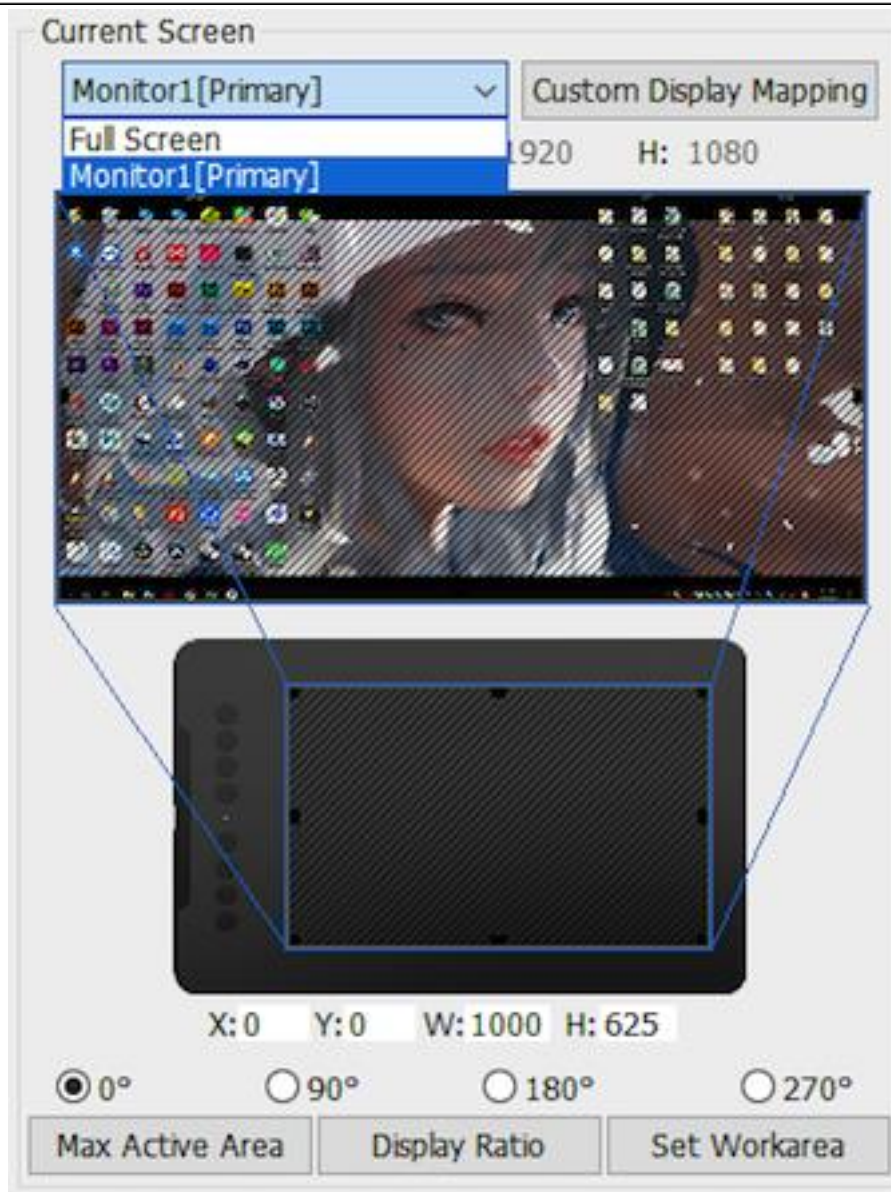 Current Screen
Monitor1[Primary] Custom Display Mapping
Full Screen 1920 H: 1080
Monitor1[Primary]
X: 0 Y: 0 W: 1000 H: 625
0° 90° 180° 270°
Max Active Area Display Ratio Set Workarea